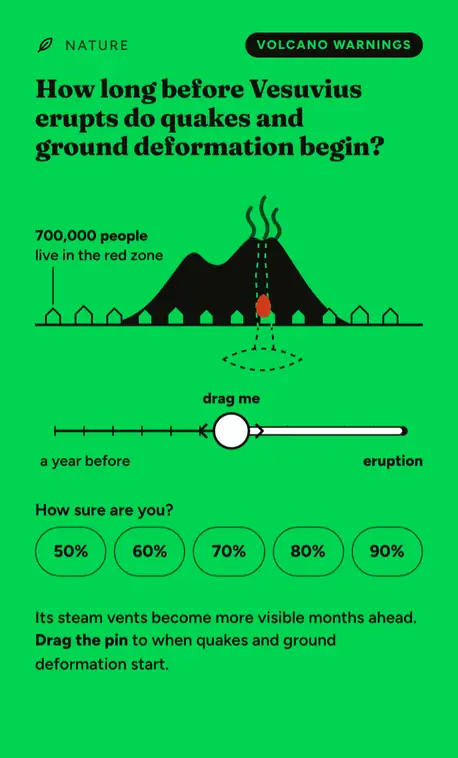 NATURE
VOLCANO WARNINGS
How long before Vesuvius
erupts do quakes and
ground deformation begin?
700,000 people
live in the red zone
drag me
a year before
eruption
How sure are you?
50%
60%
70%
80%
90%
Its steam vents become more visible months ahead.
Drag the pin to when quakes and ground
deformation start.